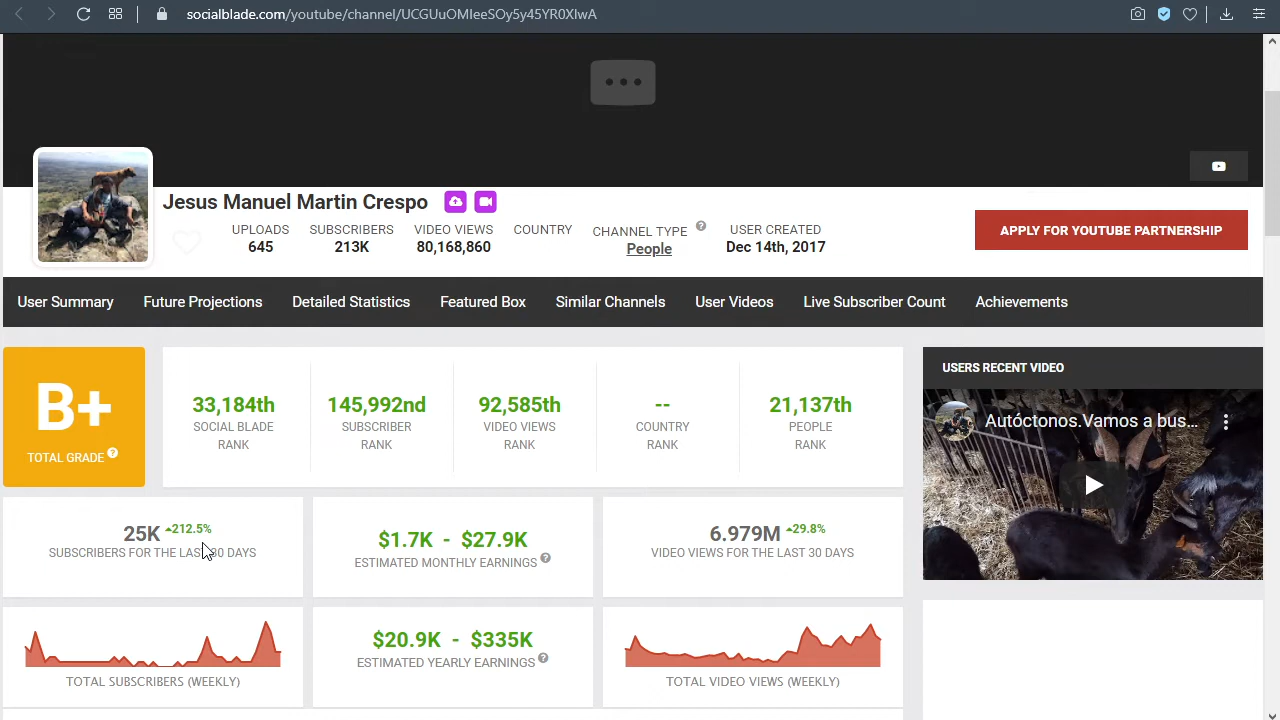 socialblade.com/youtube/channel/UCGUuOMIeeSOy5y45YR0XIwA
Jesus Manuel Martin Crespo
UPLOADS
645
SUBSCRIBERS
213K
VIDEO VIEWS
80,168,860
COUNTRY
CHANNEL TYPE ?
People
USER CREATED
Dec 14th, 2017
APPLY FOR YOUTUBE PARTNERSHIP
User Summary
Future Projections
Detailed Statistics
Featured Box
Similar Channels
User Videos
Live Subscriber Count
Achievements
B+
TOTAL GRADE ?
33,184th
SOCIAL BLADE
RANK
145,992nd
SUBSCRIBER
RANK
92,585th
VIDEO VIEWS
RANK
--
COUNTRY
RANK
21,137th
PEOPLE
RANK
USERS RECENT VIDEO
Autóctonos.Vamos a bus...
25K 212.5%
SUBSCRIBERS FOR THE LAST 30 DAYS
$1.7K - $27.9K
ESTIMATED MONTHLY EARNINGS ?
6.979M 29.8%
VIDEO VIEWS FOR THE LAST 30 DAYS
TOTAL SUBSCRIBERS (WEEKLY)
$20.9K - $335K
ESTIMATED YEARLY EARNINGS ?
TOTAL VIDEO VIEWS (WEEKLY)